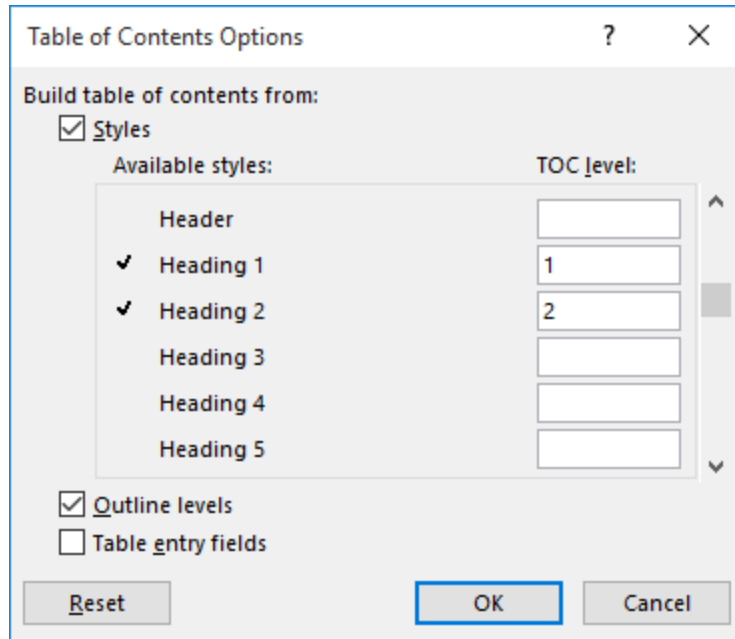 Table of Contents Options ?
Build table of contents from:
Styles
Available styles: TOC level:
Header
Heading 1 1
Heading 2 2
Heading 3
Heading 4
Heading 5
Outline levels
Table entry fields
Reset OK Cancel